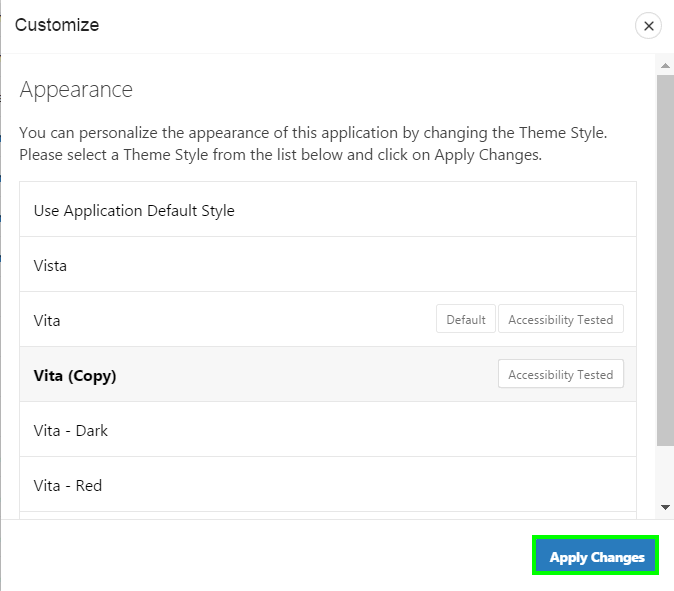 Customize
Appearance
You can personalize the appearance of this application by changing the Theme Style.
Please select a Theme Style from the list below and click on Apply Changes.
Use Application Default Style
Vista
Vita Default Accessibility Tested
Vita (Copy) Accessibility Tested
Vita - Dark
Vita - Red
Apply Changes